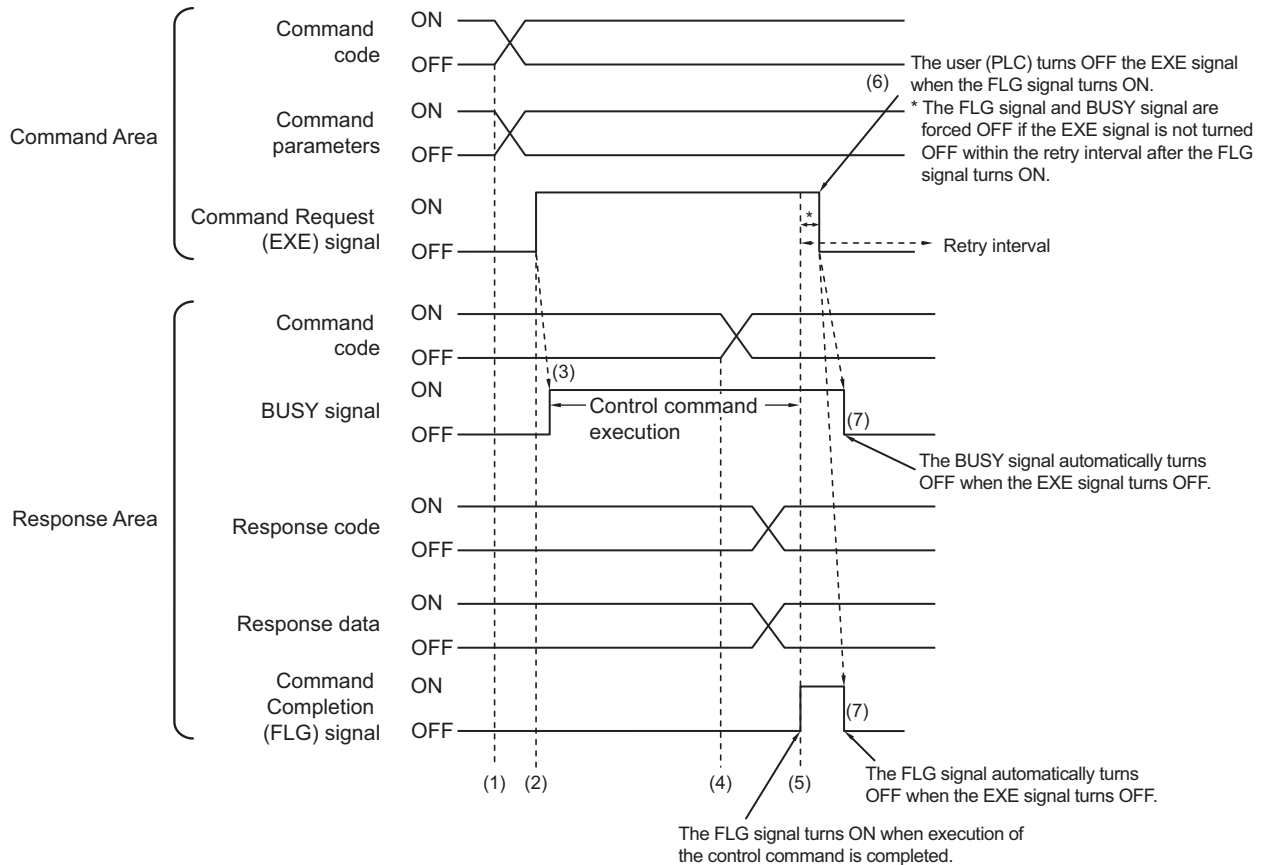 Command Area
Command
code
ON
OFF
Command
parameters
ON
OFF
Command Request
(EXE) signal
ON
OFF
(6)
The user (PLC) turns OFF the EXE signal
when the FLG signal turns ON.
* The FLG signal and BUSY signal are
forced OFF if the EXE signal is not turned
OFF within the retry interval after the FLG
signal turns ON.
*
Retry interval
Response Area
Command
code
ON
OFF
BUSY signal
ON
OFF
(3)
Control command
execution
(7)
The BUSY signal automatically turns
OFF when the EXE signal turns OFF.
Response code
ON
OFF
Response data
ON
OFF
Command
Completion
(FLG) signal
ON
OFF
(7)
(1)
(2)
(4)
(5)
The FLG signal automatically turns
OFF when the EXE signal turns OFF.
The FLG signal turns ON when execution of
the control command is completed.